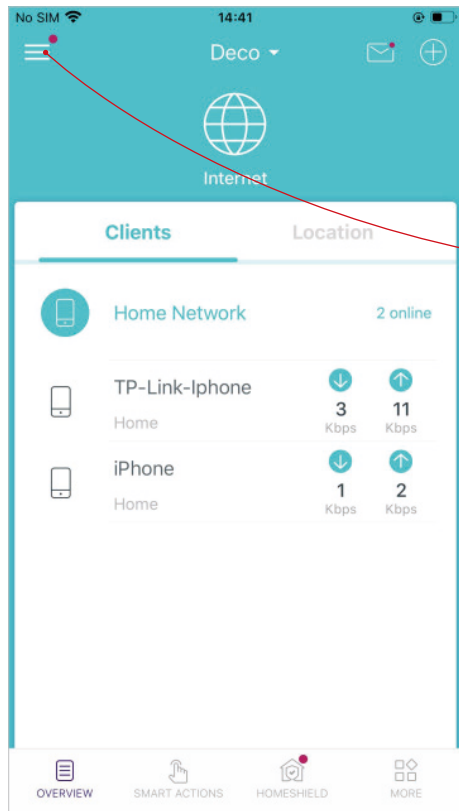 No SIM 14:41
Deco
Internet
Clients Location
Home Network 2 online
TP-Link-Iphone
Home
3 11
Kbps Kbps
iPhone
Home
1 2
Kbps Kbps
OVERVIEW SMART ACTIONS HOMESHIELD MORE